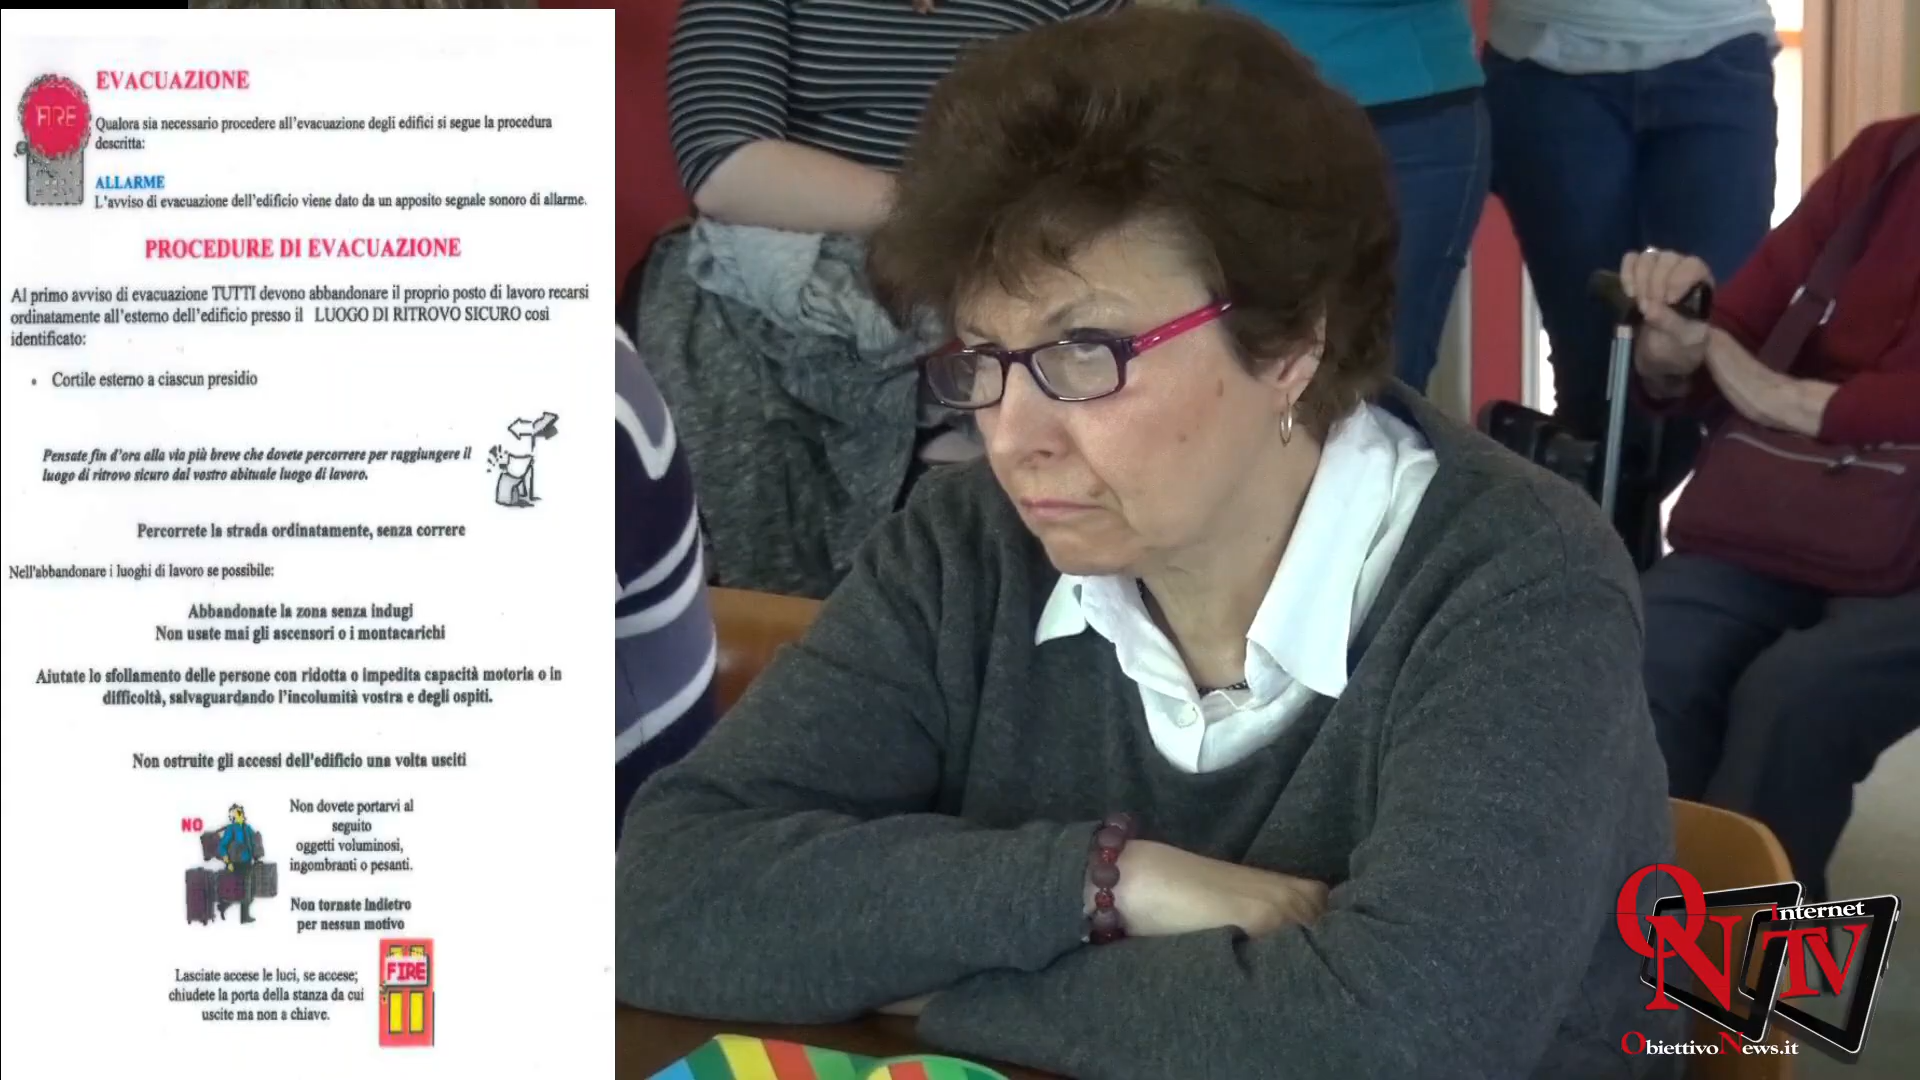 EVACUAZIONE
FIRE
Qualora sia necessario procedere all'evacuazione degli edifici si segue la procedura
descritta:
ALLARME
L'avviso di evacuazione dell'edificio viene dato da un apposito segnale sonoro di allarme.
PROCEDURE DI EVACUAZIONE
Al primo avviso di evacuazione TUTTI devono abbandonare il proprio posto di lavoro recarsi
ordinatamente all'esterno dell'edificio presso il LUOGO DI RITROVO SICURO così
identificato:
• Cortile esterno a ciascun presidio
Pensate fin d'ora alla via più breve che dovete percorrere per raggiungere il
luogo di ritrovo sicuro dal vostro abituale luogo di lavoro.
Percorrete la strada ordinatamente, senza correre
Nell'abbandonare i luoghi di lavoro se possibile:
Abbandonate la zona senza indugi
Non usate mai gli ascensori o i montacarichi
Aiutate lo sfollamento delle persone con ridotta o impedita capacità motoria o in
difficoltà, salvaguardando l'incolumità vostra e degli ospiti.
Non ostruite gli accessi dell'edificio una volta usciti
NO
Non dovete portarvi al
seguito
oggetti voluminosi,
ingombranti o pesanti.
Non tornate indietro
per nessun motivo
Lasciate accese le luci, se accese;
chiudete la porta della stanza da cui
uscite ma non a chiave.
FIRE
Internet
ON TV
ObiettivoNews.it